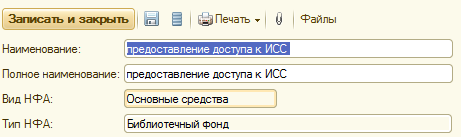 Записать и закрыть Печать Файлы
Наименование: предоставление доступа к ИСС
Полное наименование: предоставление доступа к ИСС
Вид НФА: Основные средства
Тип НФА: Библиотечный фонд